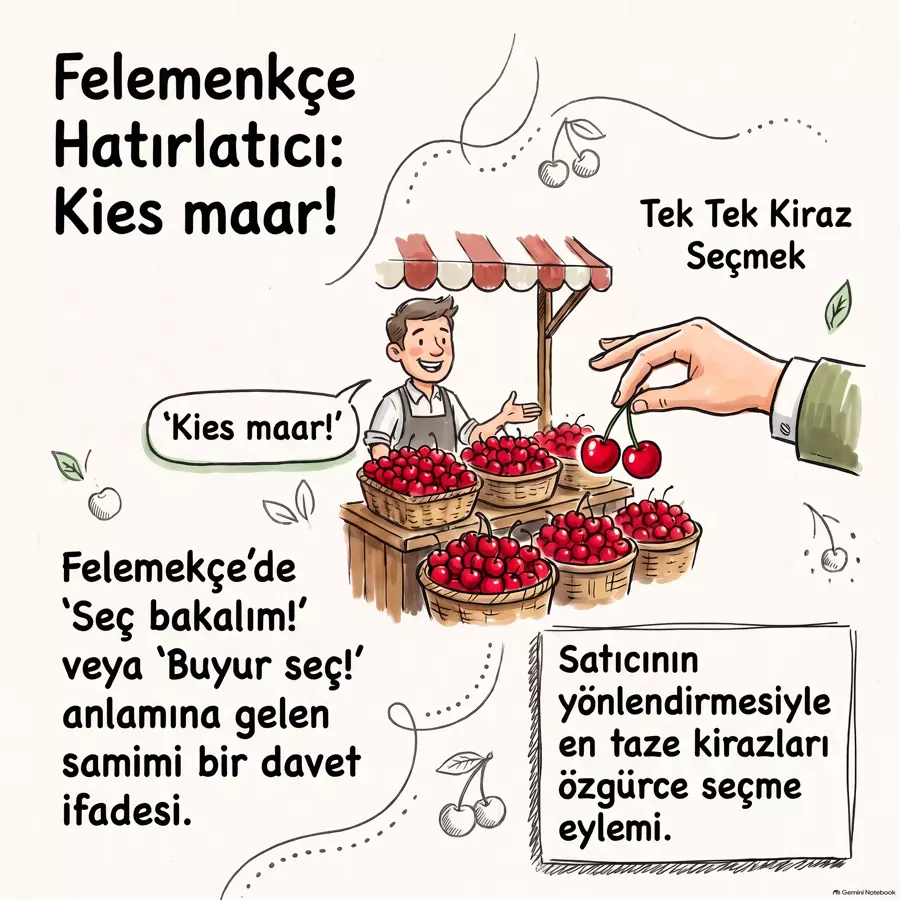 Felemenkçe
Hatırlatıcı:
Kies maar!
Tek Tek Kiraz
Seçmek
‘Kies maar!’
Felemekçe’de
‘Seç bakalım!’
veya ‘Buyur seç!’
anlamına gelen
samimi bir davet
ifadesi.
Satıcının
yönlendirmesiyle
en taze kirazları
özgürce seçme
eylemi.
Gemini Notebook